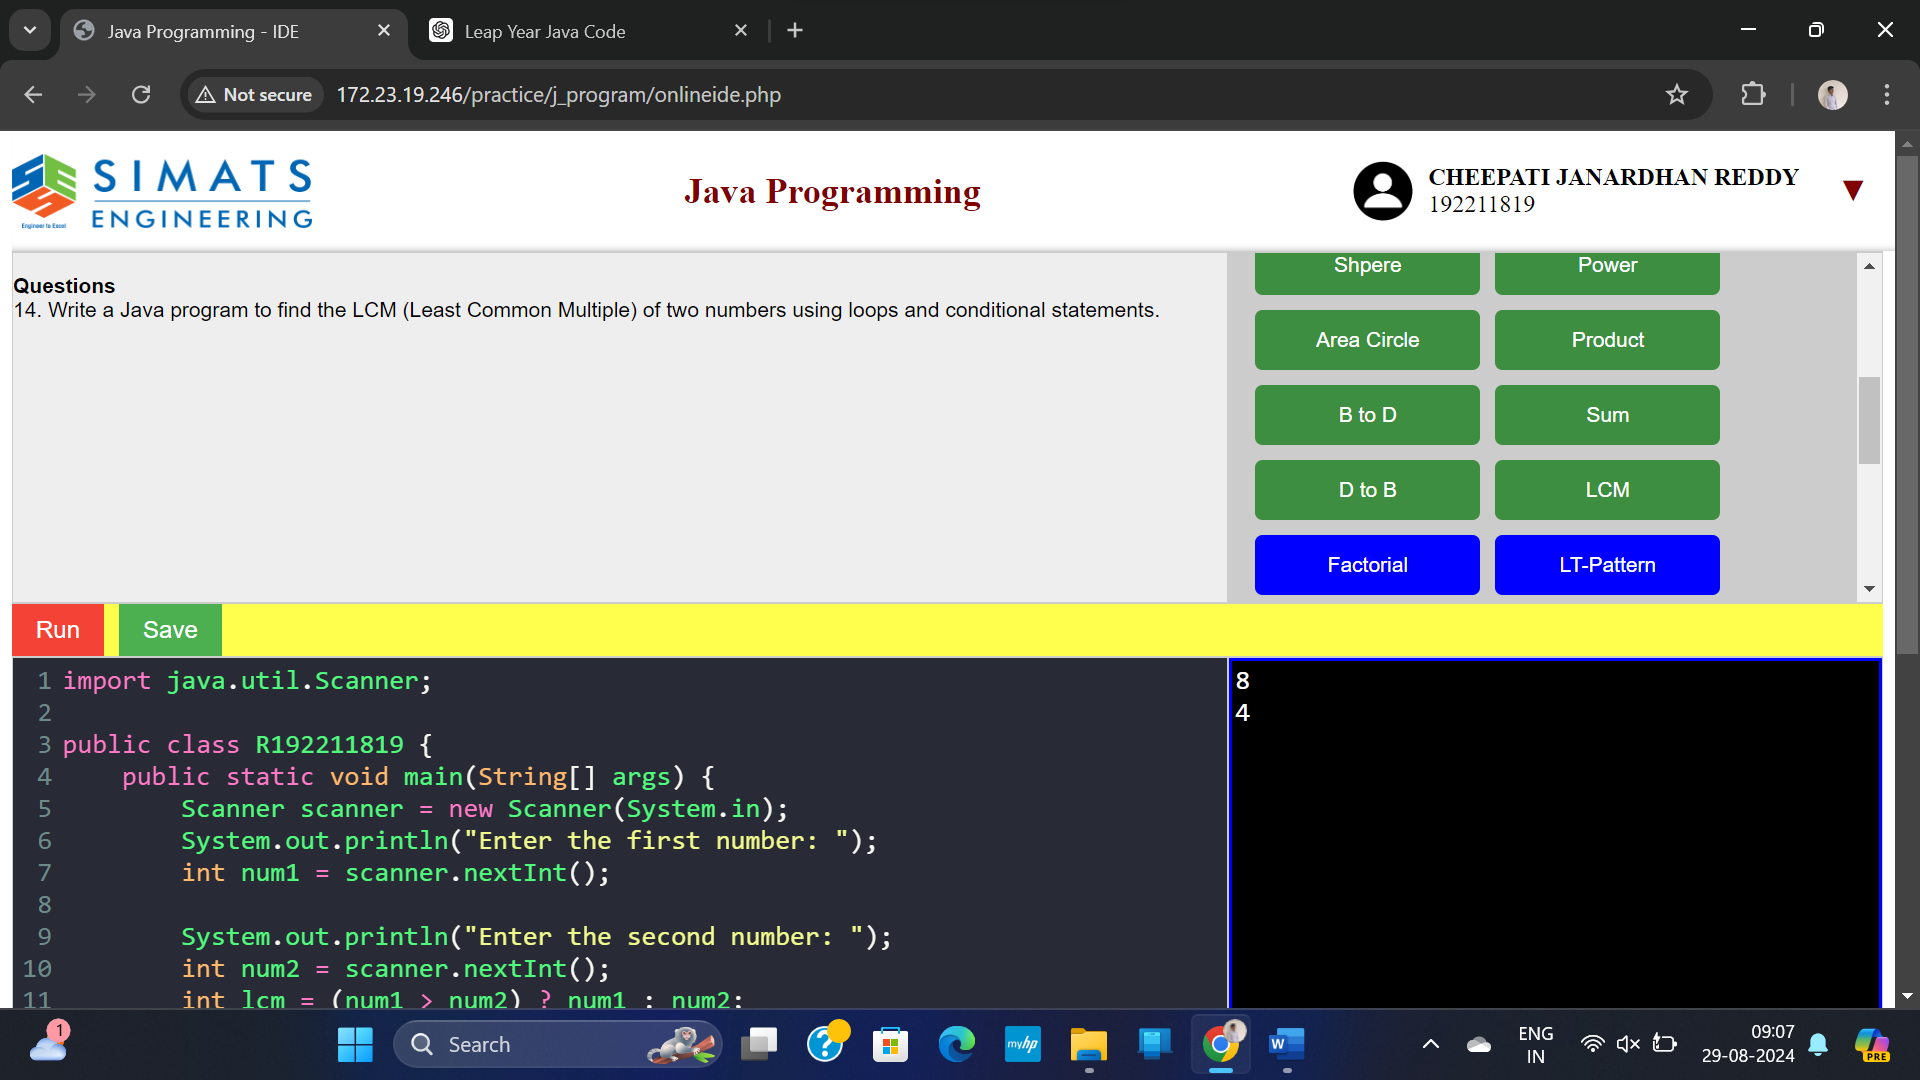 Java Programming - IDE
Leap Year Java Code
Not secure
172.23.19.246/practice/j_program/onlineide.php
SIMATS
ENGINEERING
Engineer to Excel
Java Programming
CHEEPATI JANARDHAN REDDY
192211819
Questions
14. Write a Java program to find the LCM (Least Common Multiple) of two numbers using loops and conditional statements.
Shpere
Power
Area Circle
Product
B to D
Sum
D to B
LCM
Factorial
LT-Pattern
Run
Save
1 import java.util.Scanner;
2
3 public class R192211819 {
4     public static void main(String[] args) {
5         Scanner scanner = new Scanner(System.in);
6         System.out.println("Enter the first number: ");
7         int num1 = scanner.nextInt();
8
9         System.out.println("Enter the second number: ");
10         int num2 = scanner.nextInt();
11         int lcm = (num1 > num2) ? num1 : num2;
8
4
1
Search
myhp
W
PRE
ENG
IN
09:07
29-08-2024